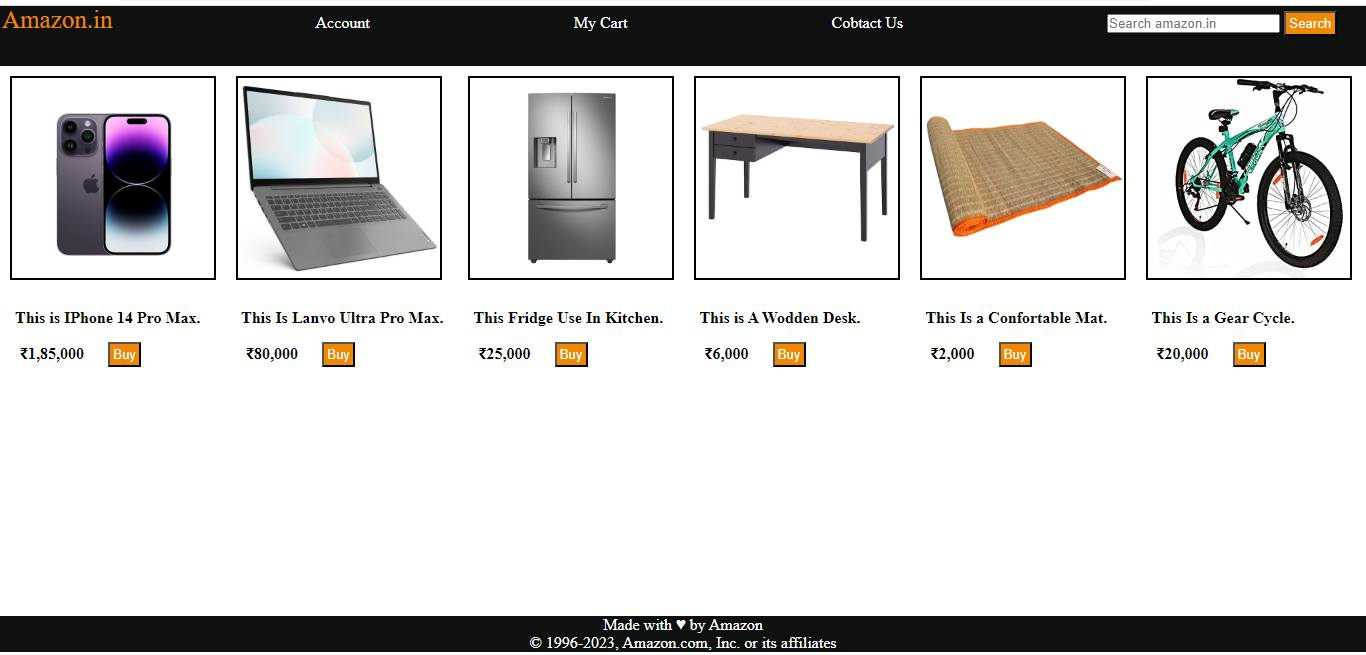 Amazon.in Account My Cart Cobtact Us Search amazon.in Search
This is IPhone 14 Pro Max. This Is Lanvo Ultra Pro Max. This Fridge Use In Kitchen. This is A Wodden Desk. This Is a Confortable Mat. This Is a Gear Cycle.
₹1,85,000 Buy ₹80,000 Buy ₹25,000 Buy ₹6,000 Buy ₹2,000 Buy ₹20,000 Buy
Made with ♥ by Amazon
© 1996-2023, Amazon.com, Inc. or its affiliates